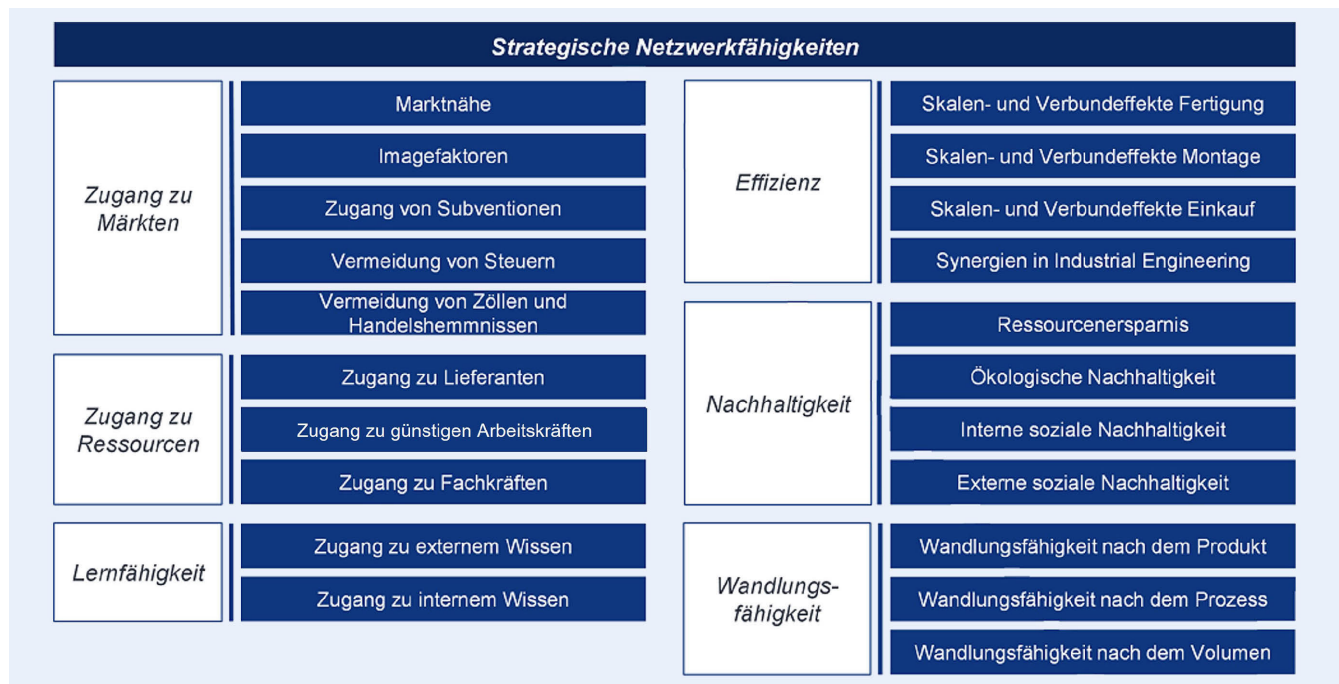 Strategische Netzwerkfähigkeiten
Zugang zu
Märkten
Marktnähe
Imagefaktoren
Zugang von Subventionen
Vermeidung von Steuern
Vermeidung von Zöllen und
Handelshemmnissen
Zugang zu
Ressourcen
Zugang zu Lieferanten
Zugang zu günstigen Arbeitskräften
Zugang zu Fachkräften
Lernfähigkeit
Zugang zu externem Wissen
Zugang zu internem Wissen
Effizienz
Skalen- und Verbundeffekte Fertigung
Skalen- und Verbundeffekte Montage
Skalen- und Verbundeffekte Einkauf
Synergien in Industrial Engineering
Nachhaltigkeit
Ressourcenersparnis
Ökologische Nachhaltigkeit
Interne soziale Nachhaltigkeit
Externe soziale Nachhaltigkeit
Wandlungs-
fähigkeit
Wandlungsfähigkeit nach dem Produkt
Wandlungsfähigkeit nach dem Prozess
Wandlungsfähigkeit nach dem Volumen